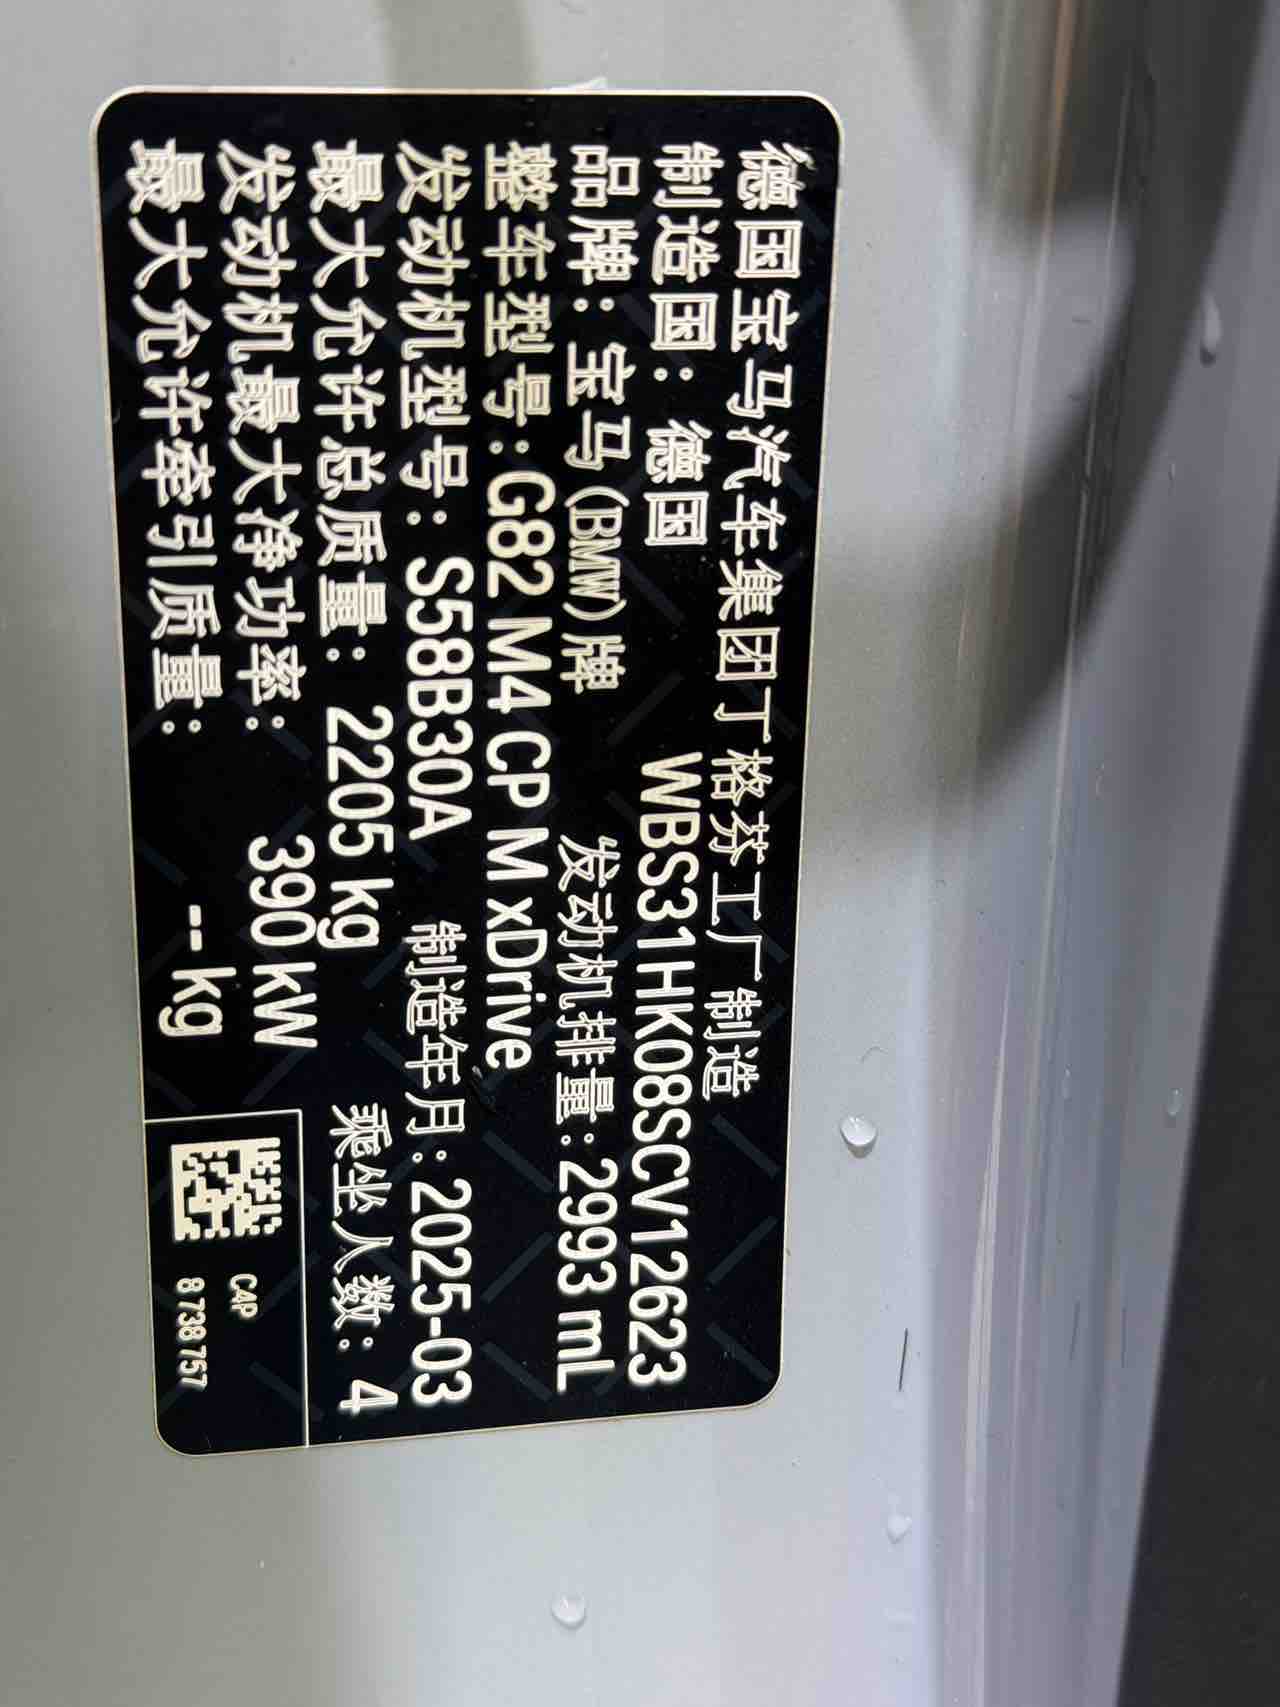 德国宝马汽车集团丁格芬工厂制造
制造国：德国 WBS31HK08SCV12623
品牌：宝马(BMW)牌 发动机排量：2993 mL
整车型号：G82 M4 CP M xDrive
发动机型号：S58B30A 制造年月：2025-03
最大允许总质量：2205 kg 乘坐人数：4
发动机最大净功率：390 kW
最大允许牵引质量：-- kg
C4P
8 738 757